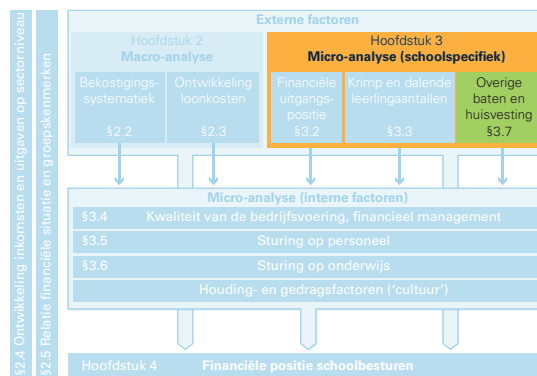 §2.4 Ontwikkeling inkomsten en uitgaven op sectorniveau
§2.5 Relatie financiële situatie en groepskenmerken
Externe factoren
Hoofdstuk 2
Macro-analyse
Bekostigings-
systematiek
§2.2
Ontwikkeling
loonkosten
§2.3
Hoofdstuk 3
Micro-analyse (schoolspecifiek)
Financiële
uitgangs-
positie
§3.2
Krimp en dalende
leerlingaantallen
§3.3
Overige
baten en
huisvesting
§3.7
Micro-analyse (interne factoren)
§3.4 Kwaliteit van de bedrijfsvoering, financieel management
§3.5 Sturing op personeel
§3.6 Sturing op onderwijs
Houding- en gedragsfactoren (‘cultuur’)
Hoofdstuk 4 Financiële positie schoolbesturen